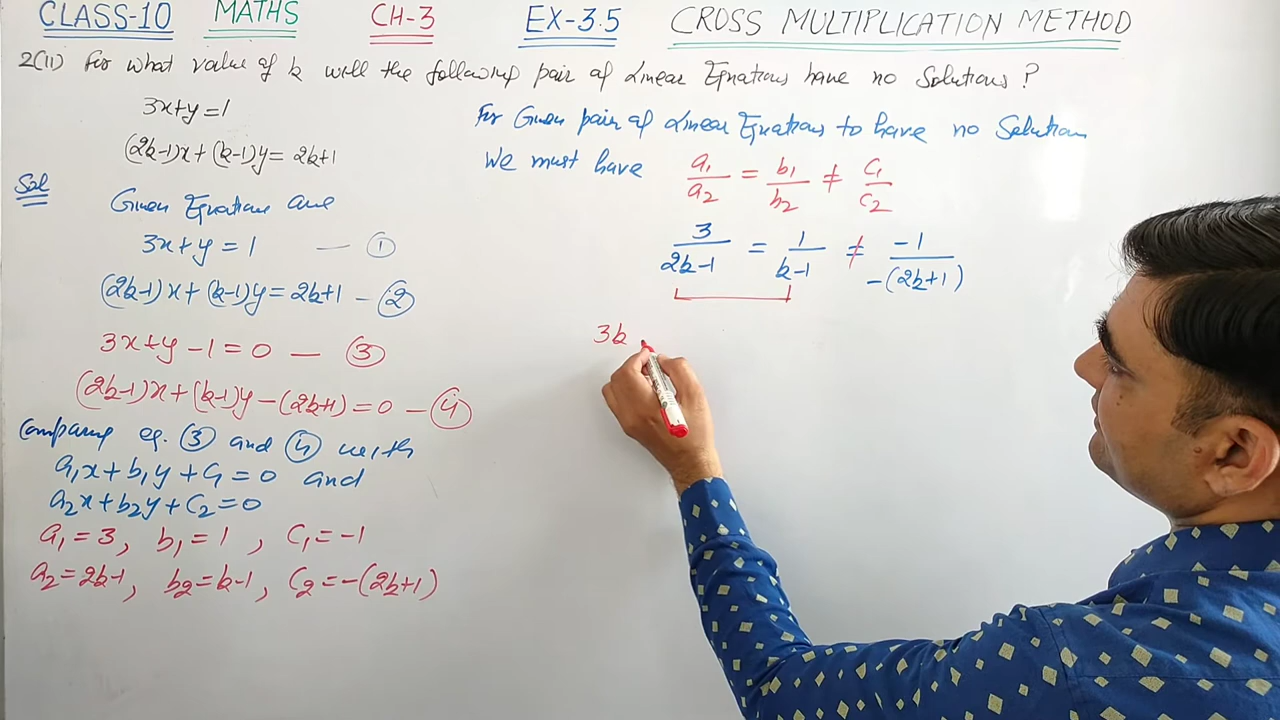 CLASS-10 MATHS CH-3 EX-3.5 CROSS MULTIPLICATION METHOD
2(11) For what value of k will the following pair of Linear Equations have no Solutions?
3x+y=1
(2k-1)x+(k-1)y=2k+1
Sol
Given Equations are
3x+y=1 — ①
(2k-1)x+(k-1)y=2k+1 — ②
3x+y-1=0 — ③
(2k-1)x+(k-1)y-(2k+1)=0 — ④
Comparing eq. ③ and ④ with
a₁x+b₁y+c₁=0 and
a₂x+b₂y+c₂=0
a₁=3, b₁=1, c₁=-1
a₂=2k-1, b₂=k-1, c₂=-(2k+1)
For Given pair of Linear Equations to have no Solution
We must have a₁/a₂ = b₁/b₂ ≠ c₁/c₂
3/2k-1 = 1/k-1 ≠ -1/-(2k+1)
3k